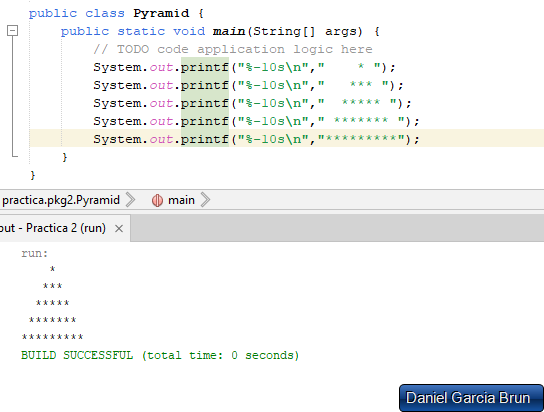 public class Pyramid {
    public static void main(String[] args) {
        // TODO code application logic here
        System.out.printf("%-10s\n","    * ");
        System.out.printf("%-10s\n","   *** ");
        System.out.printf("%-10s\n","  ***** ");
        System.out.printf("%-10s\n"," ******* ");
        System.out.printf("%-10s\n","*********");
    }
}
practica.pkg2.Pyramid main
out - Practica 2 (run) ×
run:
    *
   ***
  *****
 *******
*********
BUILD SUCCESSFUL (total time: 0 seconds)
Daniel Garcia Brun